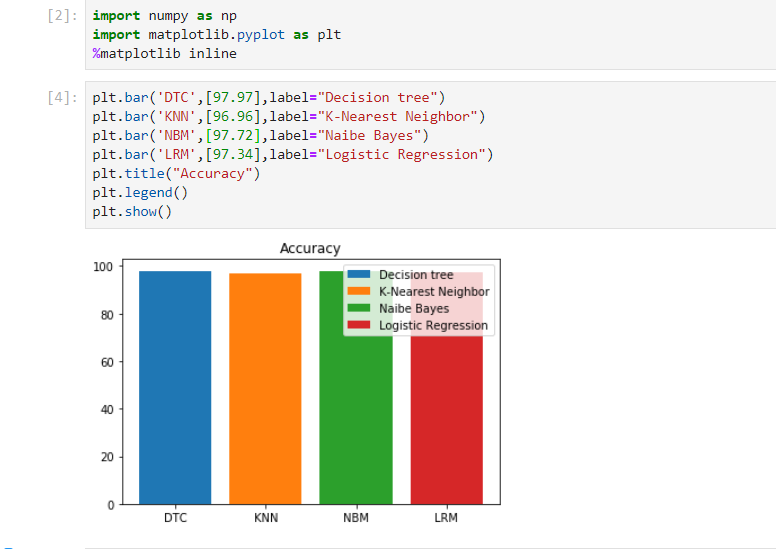 [2]: import numpy as np
import matplotlib.pyplot as plt
%matplotlib inline
[4]: plt.bar('DTC',[97.97],label="Decision tree")
plt.bar('KNN',[96.96],label="K-Nearest Neighbor")
plt.bar('NBM',[97.72],label="Naibe Bayes")
plt.bar('LRM',[97.34],label="Logistic Regression")
plt.title("Accuracy")
plt.legend()
plt.show()
Accuracy
100
80
60
40
20
0
Decision tree
K-Nearest Neighbor
Naibe Bayes
Logistic Regression
DTC KNN NBM LRM